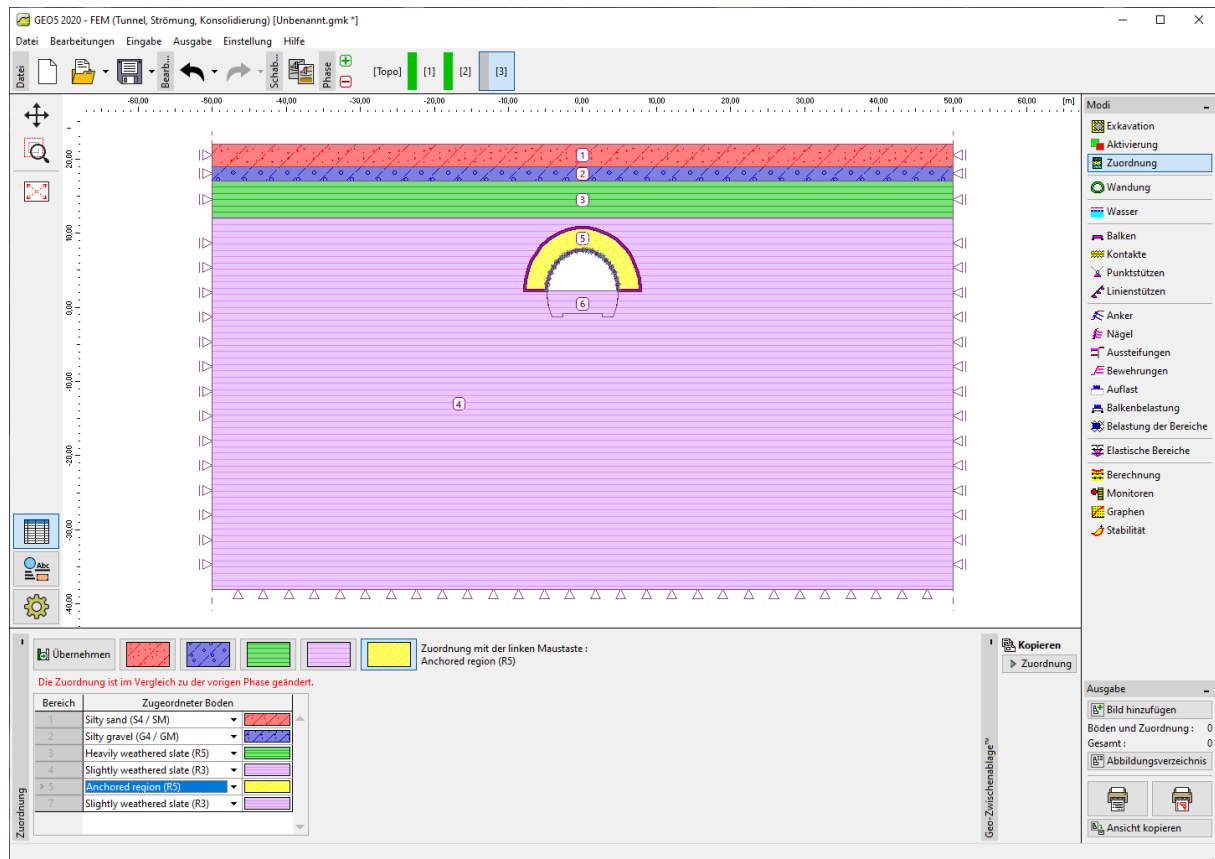 GEO5 2020 - FEM (Tunnel, Strömung, Konsolidierung) [Unbenannt.gmk *]
Datei Bearbeitungen Eingabe Ausgabe Einstellung Hilfe
Datei
Bearb...
Schab...
Phase
[Topo] [1] [2] [3]
-60,00 -50,00 -40,00 -30,00 -20,00 -10,00 0,00 10,00 20,00 30,00 40,00 50,00 60,00 [m]
20,00
10,00
0,00
-10,00
-20,00
-30,00
-40,00
1
2
3
5
6
4
Abc
Modi
Exkavation
Aktivierung
Zuordnung
Wandung
Wasser
Balken
Kontakte
Punktstützen
Linienstützen
Anker
Nägel
Aussteifungen
Bewehrungen
Auflast
Balkenbelastung
Belastung der Bereiche
Elastische Bereiche
Berechnung
Monitoren
Graphen
Stabilität
Übernehmen
Zuordnung mit der linken Maustaste :
Anchored region (R5)
Die Zuordnung ist im Vergleich zu der vorigen Phase geändert.
Bereich Zugeordneter Boden
1 Silty sand (S4 / SM)
2 Silty gravel (G4 / GM)
3 Heavily weathered slate (R5)
4 Slightly weathered slate (R3)
5 Anchored region (R5)
7 Slightly weathered slate (R3)
Zuordnung
Geo-Zwischenablage™
Kopieren
Zuordnung
Ausgabe
Bild hinzufügen
Böden und Zuordnung : 0
Gesamt : 0
Abbildungsverzeichnis
Ansicht kopieren